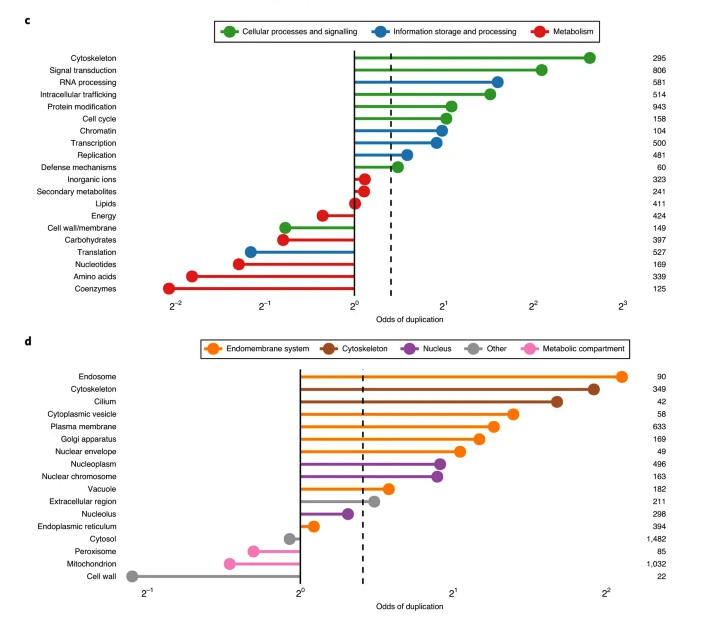 c
Cellular processes and signalling Information storage and processing Metabolism
Cytoskeleton 295
Signal transduction 806
RNA processing 581
Intracellular trafficking 514
Protein modification 943
Cell cycle 158
Chromatin 104
Transcription 500
Replication 481
Defense mechanisms 60
Inorganic ions 323
Secondary metabolites 241
Lipids 411
Energy 424
Cell wall/membrane 149
Carbohydrates 397
Translation 527
Nucleotides 169
Amino acids 339
Coenzymes 125
2⁻² 2⁻¹ 2⁰ 2¹ 2² 2³
Odds of duplication
d
Endomembrane system Cytoskeleton Nucleus Other Metabolic compartment
Endosome 90
Cytoskeleton 349
Cilium 42
Cytoplasmic vesicle 58
Plasma membrane 633
Golgi apparatus 169
Nuclear envelope 49
Nucleoplasm 496
Nuclear chromosome 163
Vacuole 182
Extracellular region 211
Nucleolus 298
Endoplasmic reticulum 394
Cytosol 1,482
Peroxisome 85
Mitochondrion 1,032
Cell wall 22
2⁻¹ 2⁰ 2¹ 2²
Odds of duplication